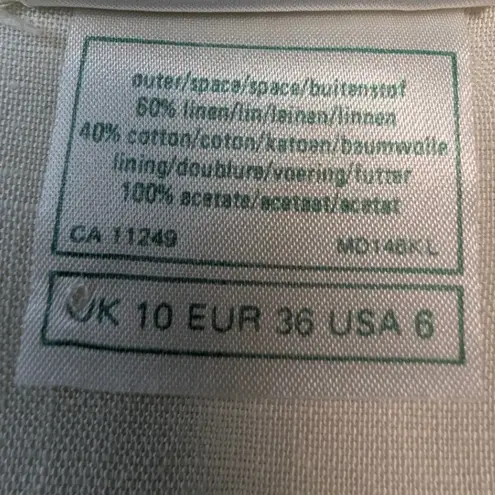 outer/space/space/buitenstof
60% linen/lin/leinen/linnen
40% cotton/coton/katoen/baumwolle
lining/doublure/voering/futter
100% acetate/acetaat/acetat
CA 11249 MD148KL
UK 10 EUR 36 USA 6